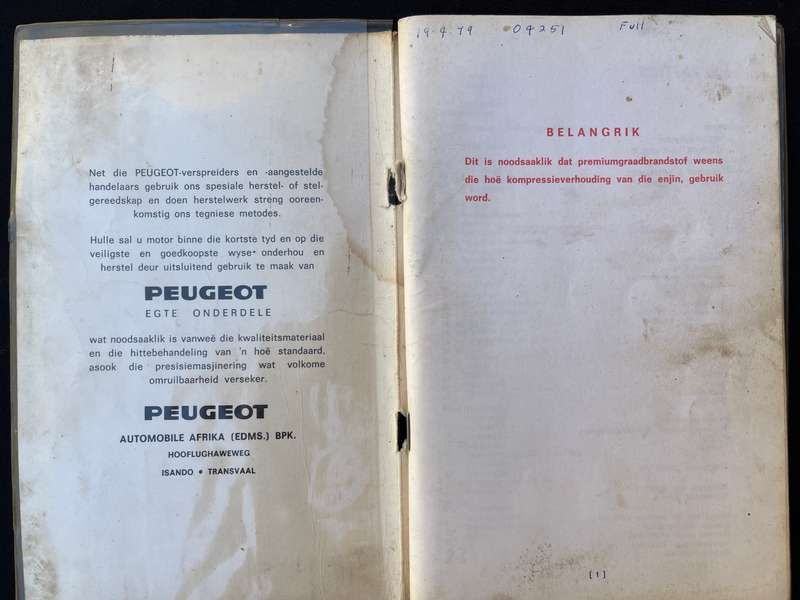 Net die PEUGEOT-verspreiders en -aangestelde
handelaars gebruik ons spesiale herstel- of stel-
gereedskap en doen herstelwerk streng ooreen-
komstig ons tegniese metodes.
Hulle sal u motor binne die kortste tyd en op die
veiligste en goedkoopste wyse onderhou en
herstel deur uitsluitend gebruik te maak van
PEUGEOT
EGTE ONDERDELE
wat noodsaaklik is vanweë die kwaliteitsmateriaal
en die hittebehandeling van 'n hoë standaard,
asook die presisiemasjinering wat volkome
omruilbaarheid verseker.
PEUGEOT
AUTOMOBILE AFRIKA (EDMS.) BPK.
HOOFLUGHAWEWEG
ISANDO • TRANSVAAL
19.4.79 04251 Full
BELANGRIK
Dit is noodsaaklik dat premiumgraadbrandstof weens
die hoë kompressieverhouding van die enjin, gebruik
word.
[1]